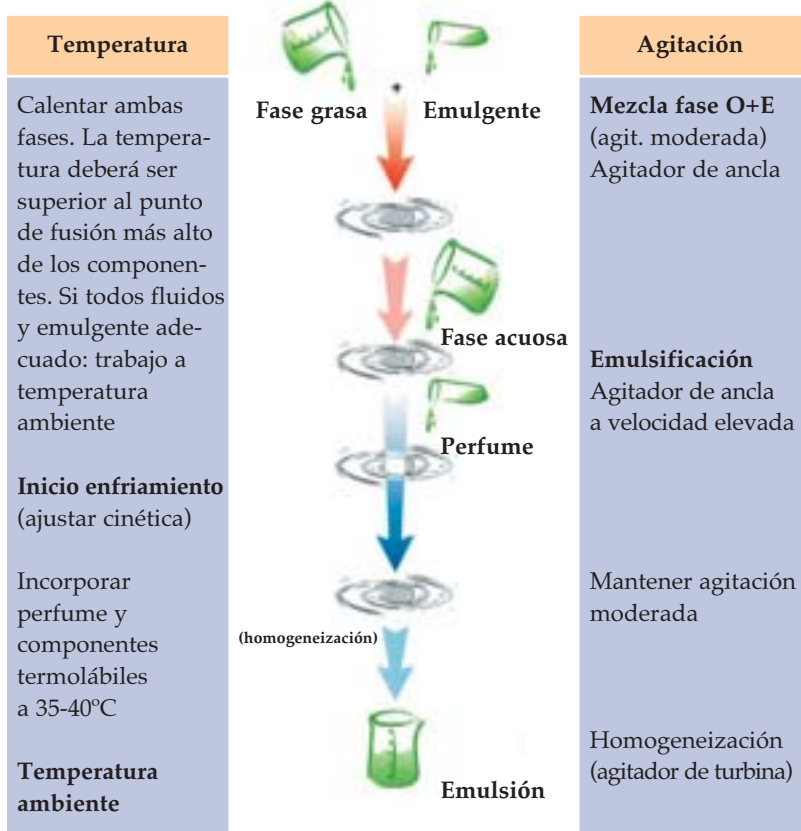 Temperatura
Calentar ambas
fases. La tempera-
tura deberá ser
superior al punto
de fusión más alto
de los componen-
tes. Si todos fluidos
y emulgente ade-
cuado: trabajo a
temperatura
ambiente
Inicio enfriamiento
(ajustar cinética)
Incorporar
perfume y
componentes
termolábiles
a 35-40ºC
Temperatura
ambiente
Fase grasa
+
Emulgente
Fase acuosa
Perfume
(homogeneización)
Emulsión
Agitación
Mezcla fase O+E
(agit. moderada)
Agitador de ancla
Emulsificación
Agitador de ancla
a velocidad elevada
Mantener agitación
moderada
Homogeneización
(agitador de turbina)